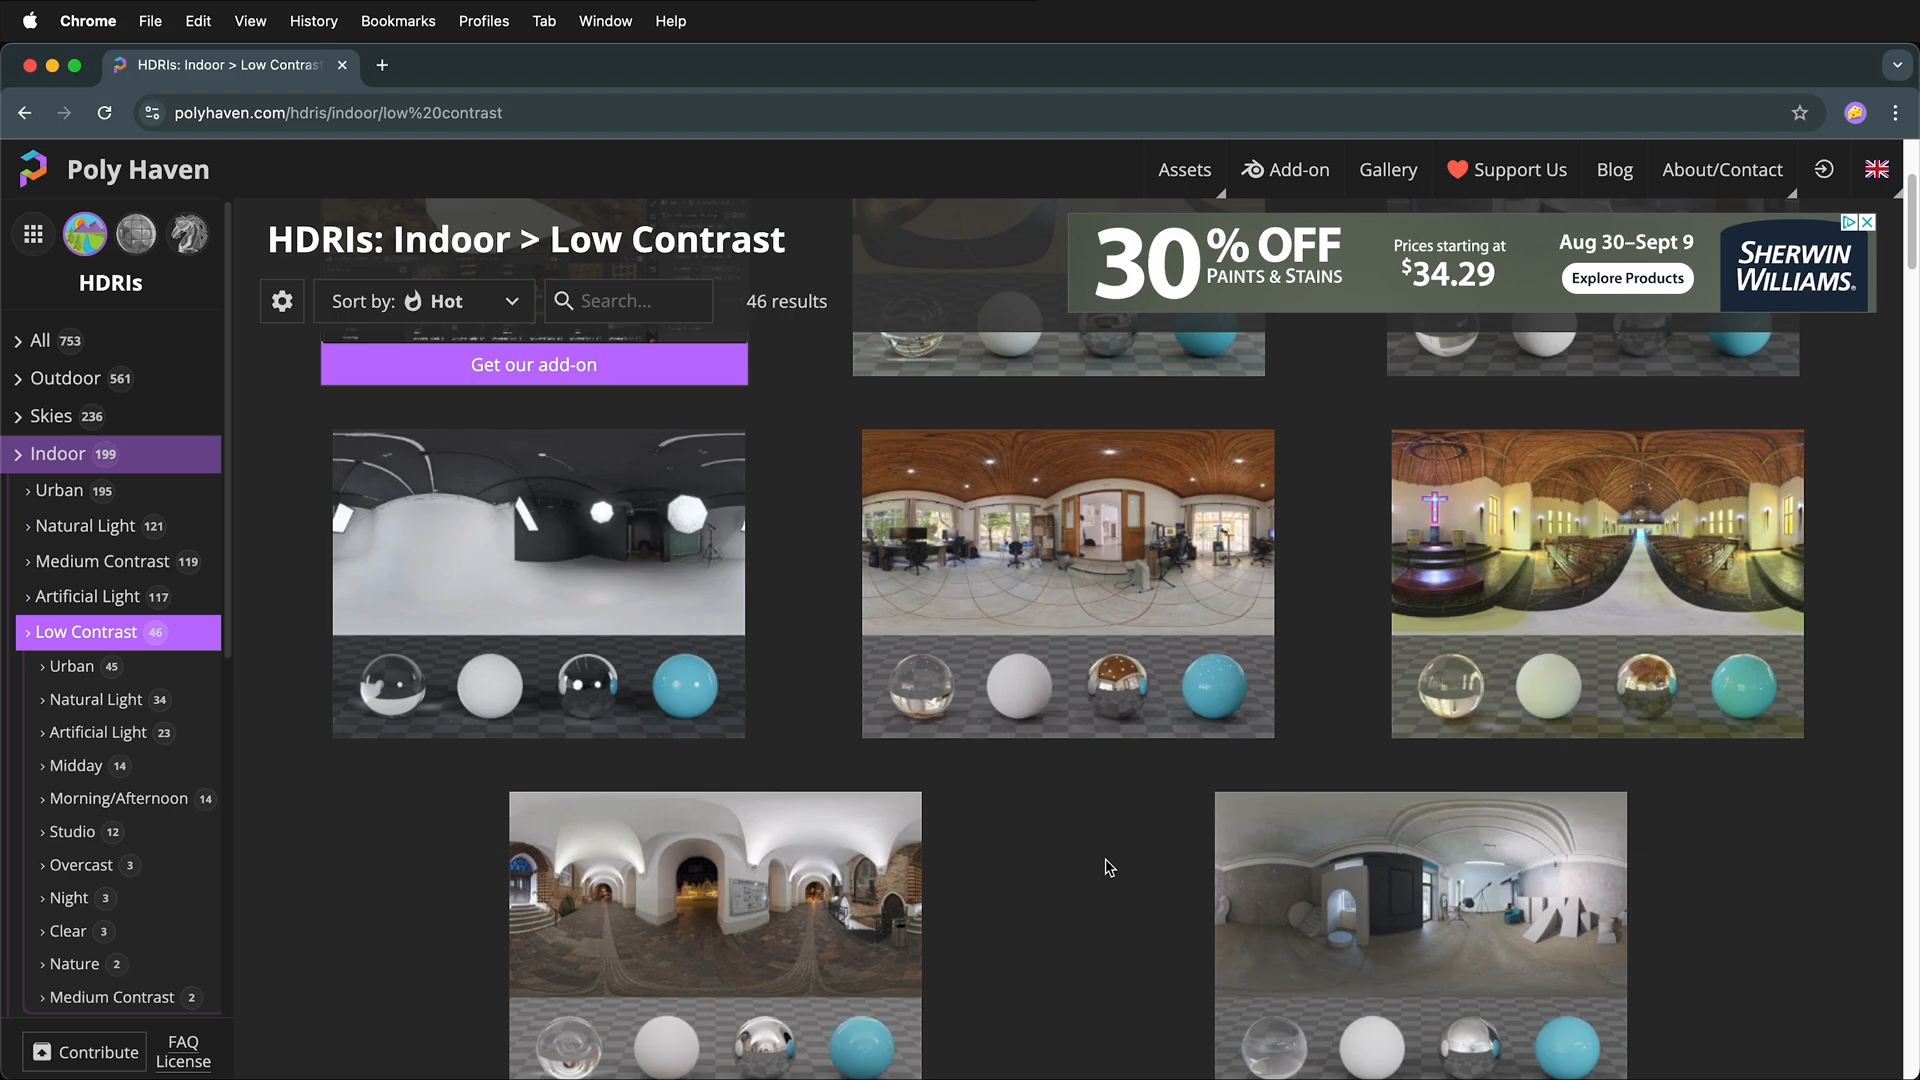 Chrome File Edit View History Bookmarks Profiles Tab Window Help
HDRIs: Indoor > Low Contras
polyhaven.com/hdris/indoor/low%20contrast
Poly Haven
Assets Add-on Gallery Support Us Blog About/Contact
HDRIs
All 753
Outdoor 561
Skies 236
Indoor 199
Urban 195
Natural Light 121
Medium Contrast 119
Artificial Light 117
Low Contrast 46
Urban 45
Natural Light 34
Artificial Light 23
Midday 14
Morning/Afternoon 14
Studio 12
Overcast 3
Night 3
Clear 3
Nature 2
Medium Contrast 2
Contribute
FAQ
License
HDRIs: Indoor > Low Contrast
Sort by: Hot
Search...
46 results
30% OFF
PAINTS & STAINS
Prices starting at
$34.29
Aug 30–Sept 9
Explore Products
SHERWIN
WILLIAMS.
Get our add-on